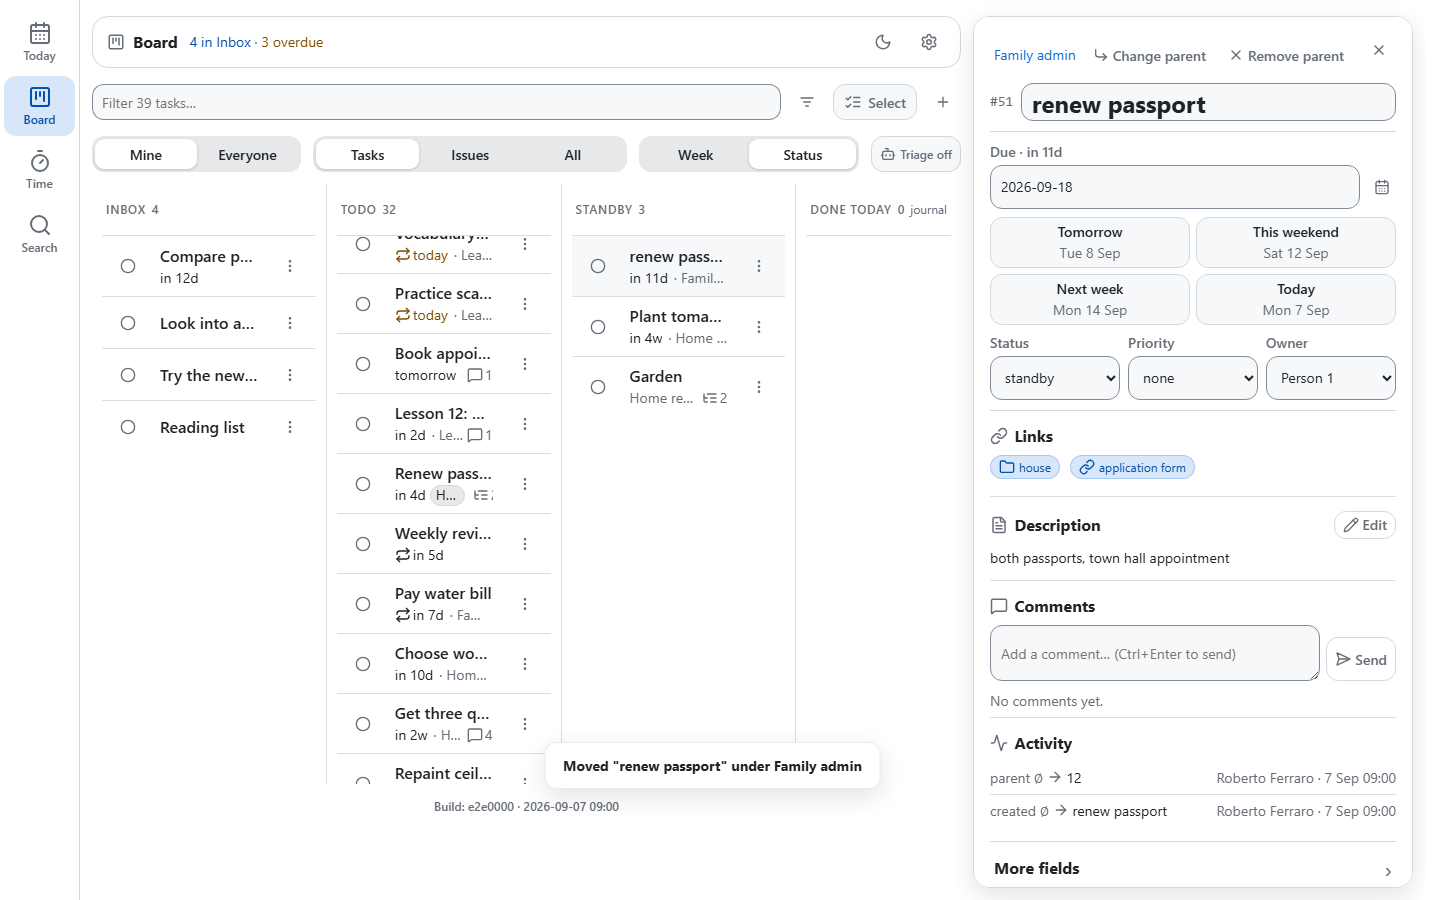 Today
Board
Time
Search
Board 4 in Inbox · 3 overdue
Filter 39 tasks...
Select
Mine
Everyone
Tasks
Issues
All
Week
Status
Triage off
INBOX 4
Compare p...
in 12d
Look into a...
Try the new...
Reading list
TODO 32
Vocabulary...
today · Lea...
Practice sca...
today · Lea...
Book appoi...
tomorrow 1
Lesson 12: ...
in 2d · Le... 1
Renew pass...
in 4d H...
Weekly revi...
in 5d
Pay water bill
in 7d · Fa...
Choose wo...
in 10d · Hom...
Get three q...
in 2w · H... 4
Repaint ceil...
STANDBY 3
renew pass...
in 11d · Famil...
Plant toma...
in 4w · Home ...
Garden
Home re... 2
DONE TODAY 0 journal
Moved "renew passport" under Family admin
Build: e2e0000 · 2026-09-07 09:00
Family admin
Change parent
Remove parent
#51 renew passport
Due · in 11d
2026-09-18
Tomorrow
Tue 8 Sep
This weekend
Sat 12 Sep
Next week
Mon 14 Sep
Today
Mon 7 Sep
Status
Priority
Owner
standby
none
Person 1
Links
house
application form
Description
Edit
both passports, town hall appointment
Comments
Add a comment... (Ctrl+Enter to send)
Send
No comments yet.
Activity
parent ∅ → 12 Roberto Ferraro · 7 Sep 09:00
created ∅ → renew passport Roberto Ferraro · 7 Sep 09:00
More fields